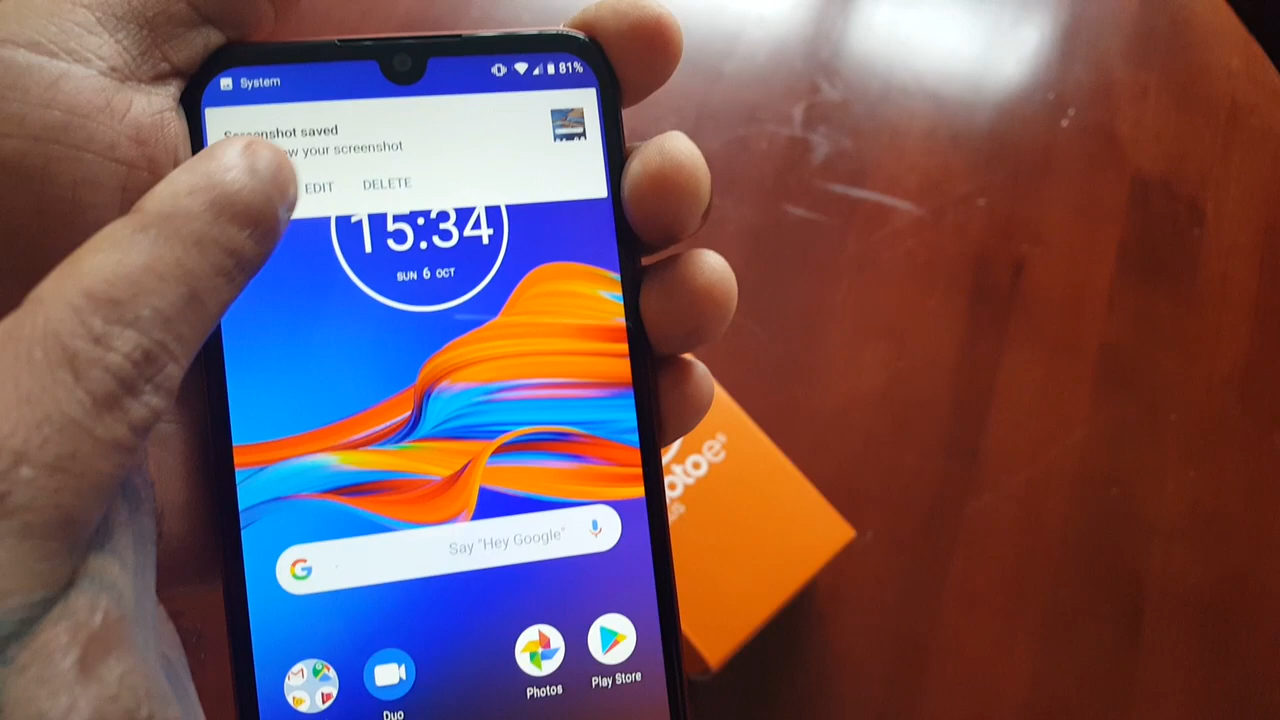 System
81%
Screenshot saved
your screenshot
EDIT DELETE
15:34
SUN 6 OCT
G Say "Hey Google"
Duo
Photos
Play Store